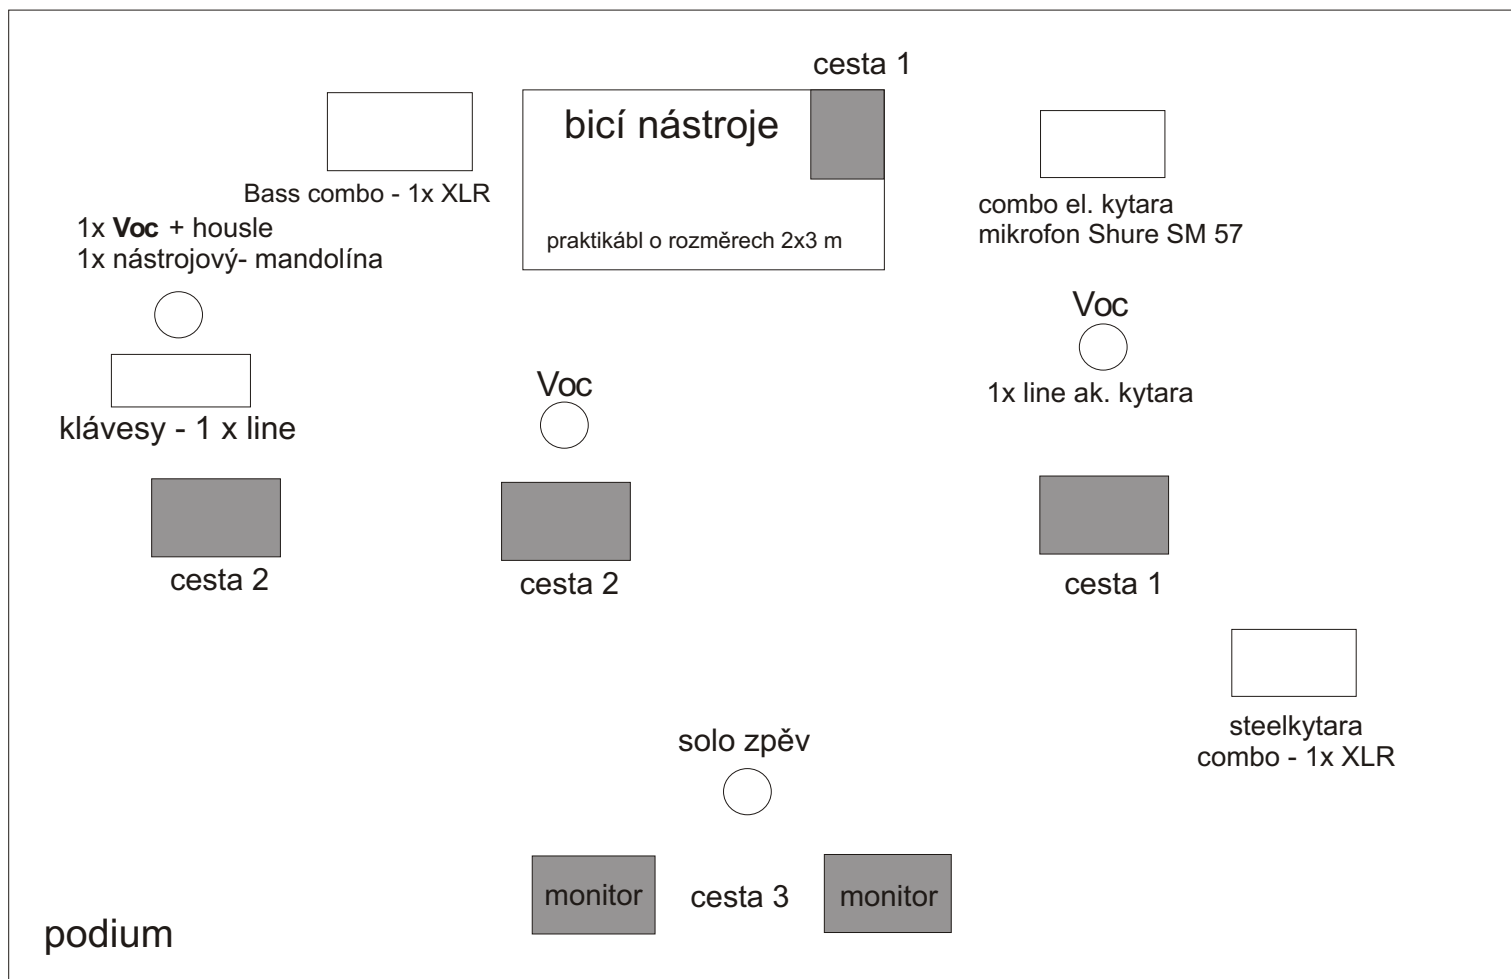 cesta 1
bicí nástroje
Bass combo - 1x XLR
praktikábl o rozměrech 2x3 m
combo el. kytara
mikrofon Shure SM 57
1x Voc + housle
1x nástrojový- mandolína
Voc
1x line ak. kytara
Voc
klávesy - 1 x line
cesta 2
cesta 2
cesta 1
steelkytara
combo - 1x XLR
solo zpěv
monitor
cesta 3
monitor
podium